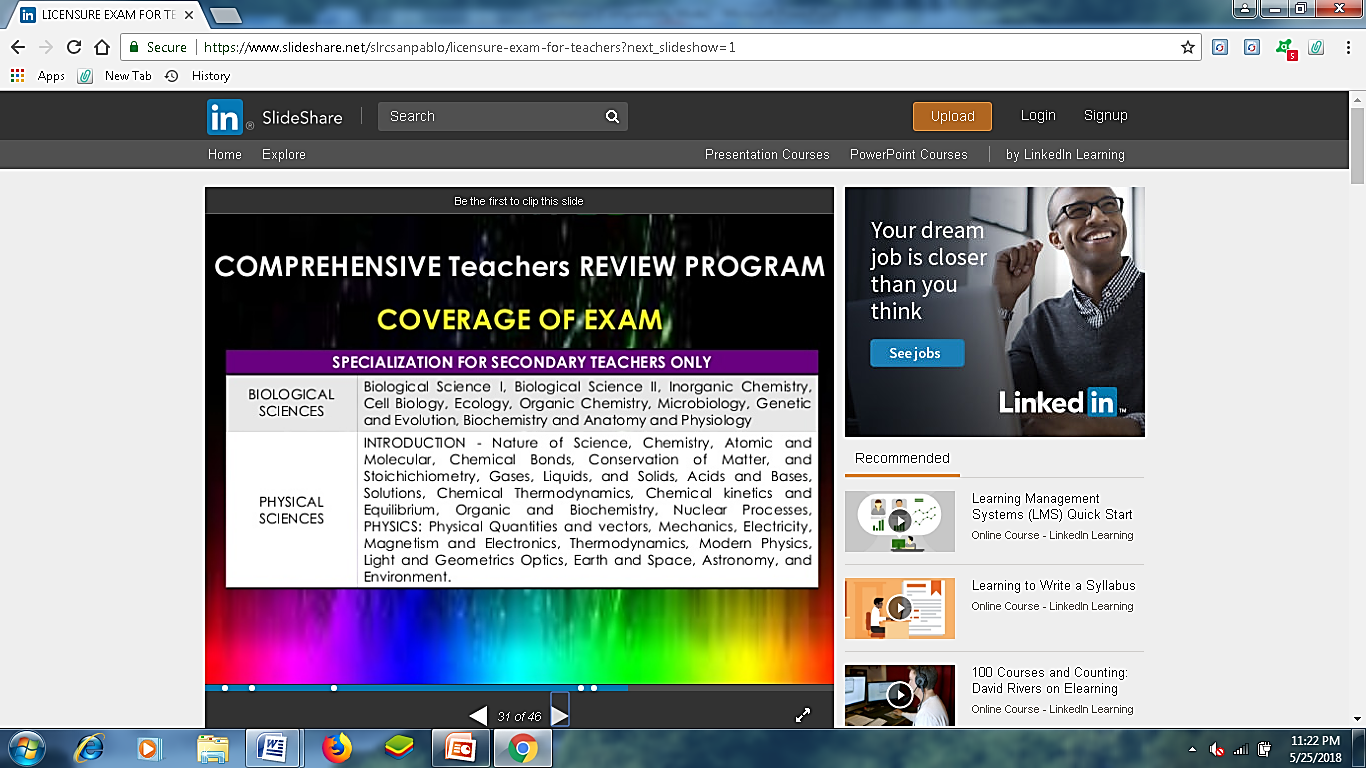 LICENSURE EXAM FOR TE
Secure
https://www.slideshare.net/slrcsanpablo/licensure-exam-for-teachers?next_slideshow=1
5
Apps
New Tab
History
in
® SlideShare
Search
Upload
Login
Signup
Home
Explore
Presentation Courses
PowerPoint Courses
by LinkedIn Learning
Be the first to clip this slide
COMPREHENSIVE Teachers REVIEW PROGRAM
COVERAGE OF EXAM
SPECIALIZATION FOR SECONDARY TEACHERS ONLY
BIOLOGICAL
SCIENCES
Biological Science I, Biological Science II, Inorganic Chemistry,
Cell Biology, Ecology, Organic Chemistry, Microbiology, Genetic
and Evolution, Biochemistry and Anatomy and Physiology
PHYSICAL
SCIENCES
INTRODUCTION - Nature of Science, Chemistry, Atomic and
Molecular, Chemical Bonds, Conservation of Matter, and
Stoichichiometry, Gases, Liquids, and Solids, Acids and Bases,
Solutions, Chemical Thermodynamics, Chemical kinetics and
Equilibrium, Organic and Biochemistry, Nuclear Processes,
PHYSICS: Physical Quantities and vectors, Mechanics, Electricity,
Magnetism and Electronics, Thermodynamics, Modern Physics,
Light and Geometrics Optics, Earth and Space, Astronomy, and
Environment.
31 of 46
Your dream
job is closer
than you
think
See jobs
Linked in ™
Recommended
Learning Management
Systems (LMS) Quick Start
Online Course - LinkedIn Learning
Learning to Write a Syllabus
Online Course - LinkedIn Learning
100 Courses and Counting:
David Rivers on Elearning
Online Course - LinkedIn Learning
11:22 PM
5/25/2018